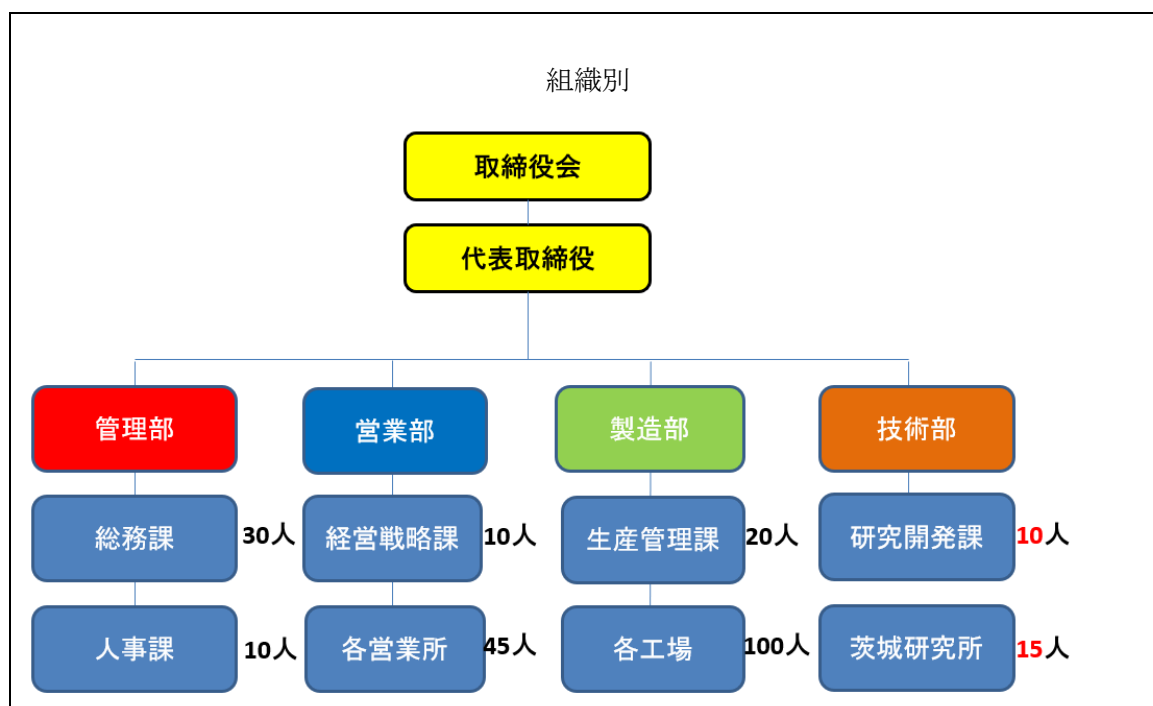 組織別
取締役会
代表取締役
管理部 営業部 製造部 技術部
総務課 30人 経営戦略課 10人 生産管理課 20人 研究開発課 10人
人事課 10人 各営業所 45人 各工場 100人 茨城研究所 15人